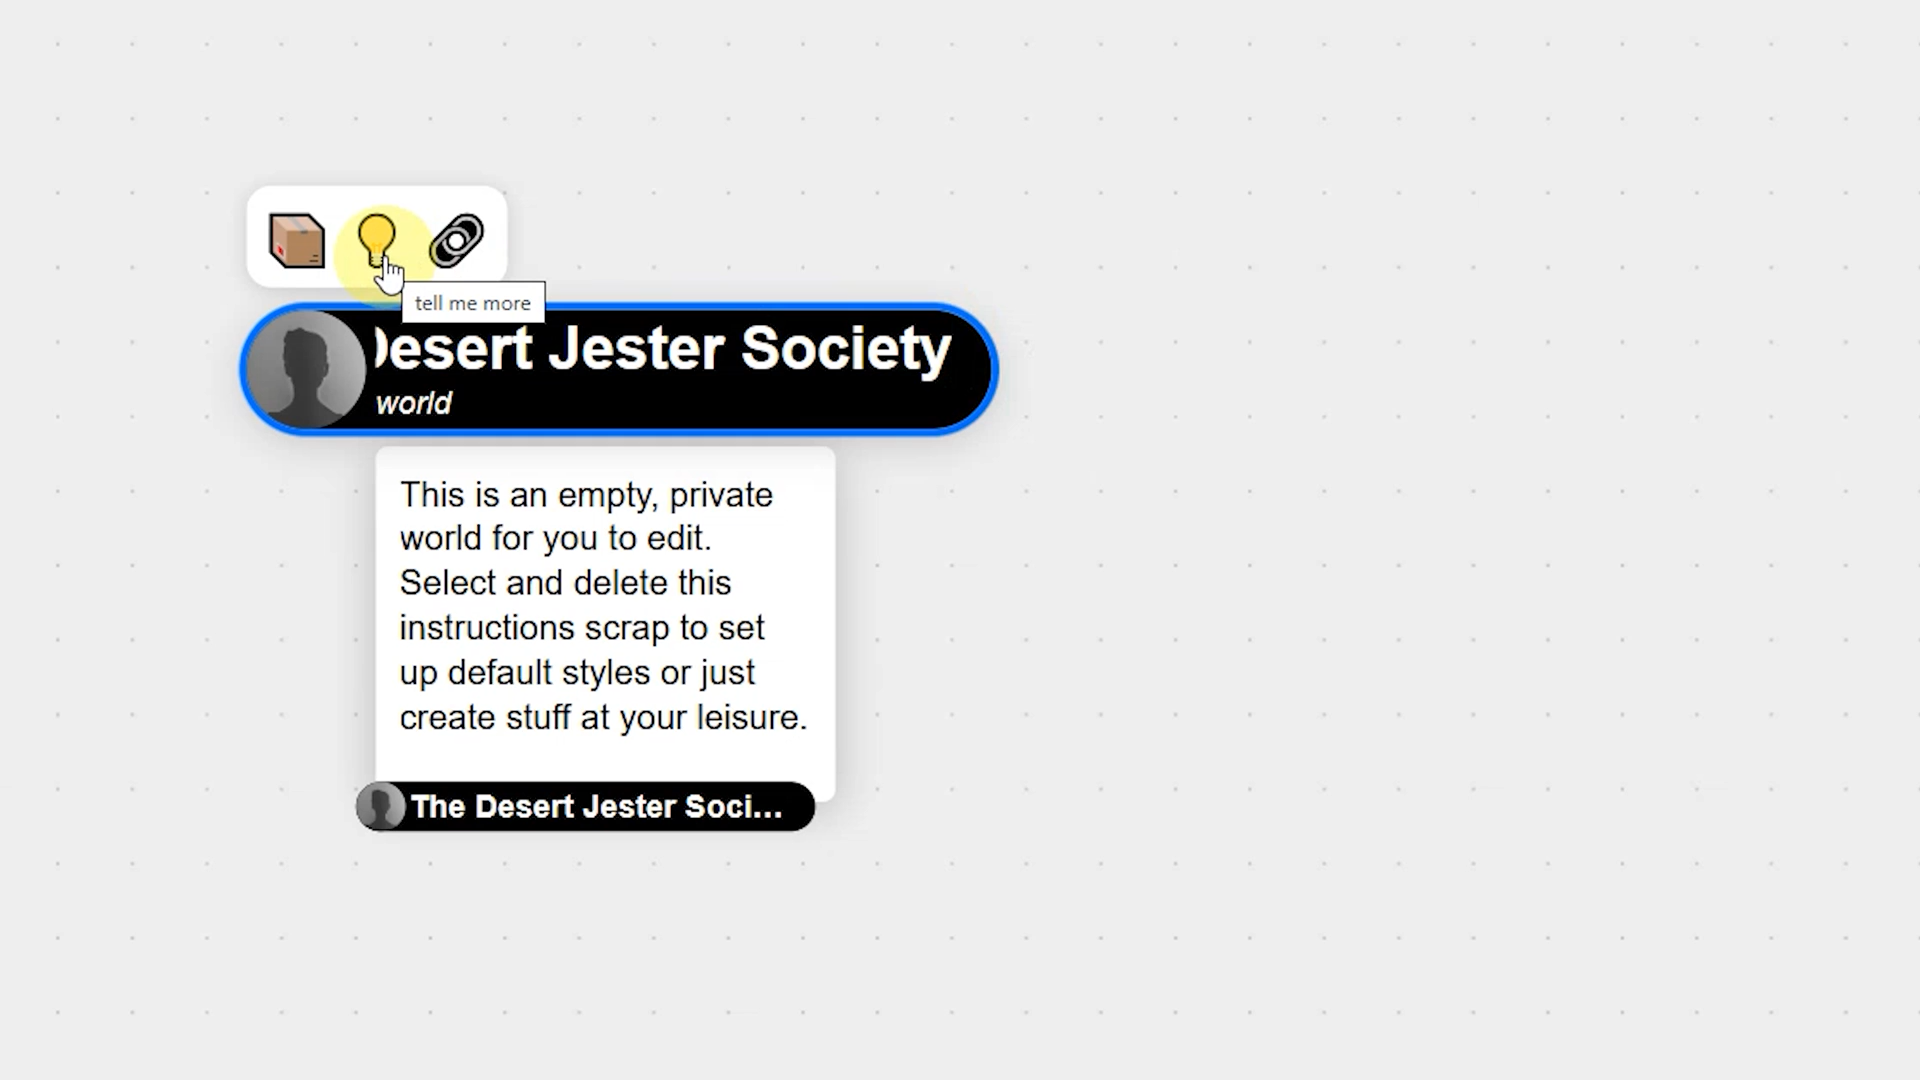 tell me more
Desert Jester Society
world
This is an empty, private
world for you to edit.
Select and delete this
instructions scrap to set
up default styles or just
create stuff at your leisure.
The Desert Jester Soci...